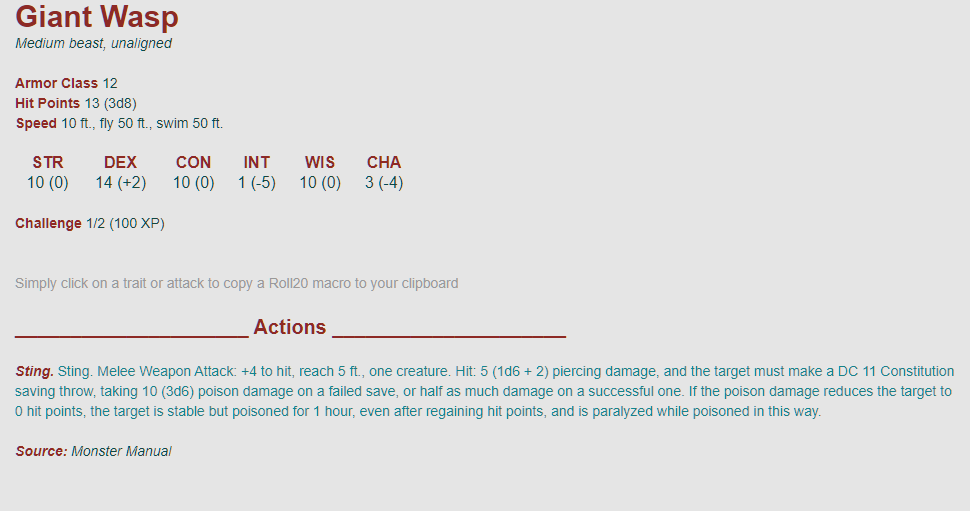 Giant Wasp
Medium beast, unaligned
Armor Class 12
Hit Points 13 (3d8)
Speed 10 ft., fly 50 ft., swim 50 ft.
STR DEX CON INT WIS CHA
10 (0) 14 (+2) 10 (0) 1 (-5) 10 (0) 3 (-4)
Challenge 1/2 (100 XP)
Simply click on a trait or attack to copy a Roll20 macro to your clipboard
Actions
Sting. Sting. Melee Weapon Attack: +4 to hit, reach 5 ft., one creature. Hit: 5 (1d6 + 2) piercing damage, and the target must make a DC 11 Constitution
saving throw, taking 10 (3d6) poison damage on a failed save, or half as much damage on a successful one. If the poison damage reduces the target to
0 hit points, the target is stable but poisoned for 1 hour, even after regaining hit points, and is paralyzed while poisoned in this way.
Source: Monster Manual